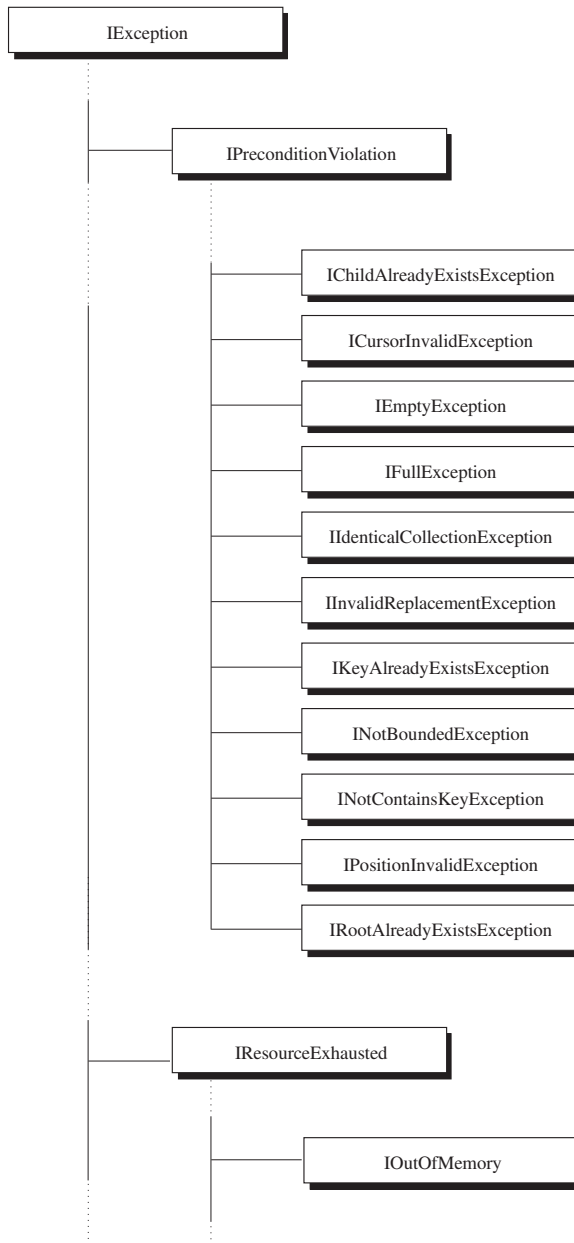 IException
IPreconditionViolation
IChildAlreadyExistsException
ICursorInvalidException
IEmptyException
IFullException
IIdenticalCollectionException
IInvalidReplacementException
IKeyAlreadyExistsException
INotBoundedException
INotContainsKeyException
IPositionInvalidException
IRootAlreadyExistsException
IResourceExhausted
IOutOfMemory